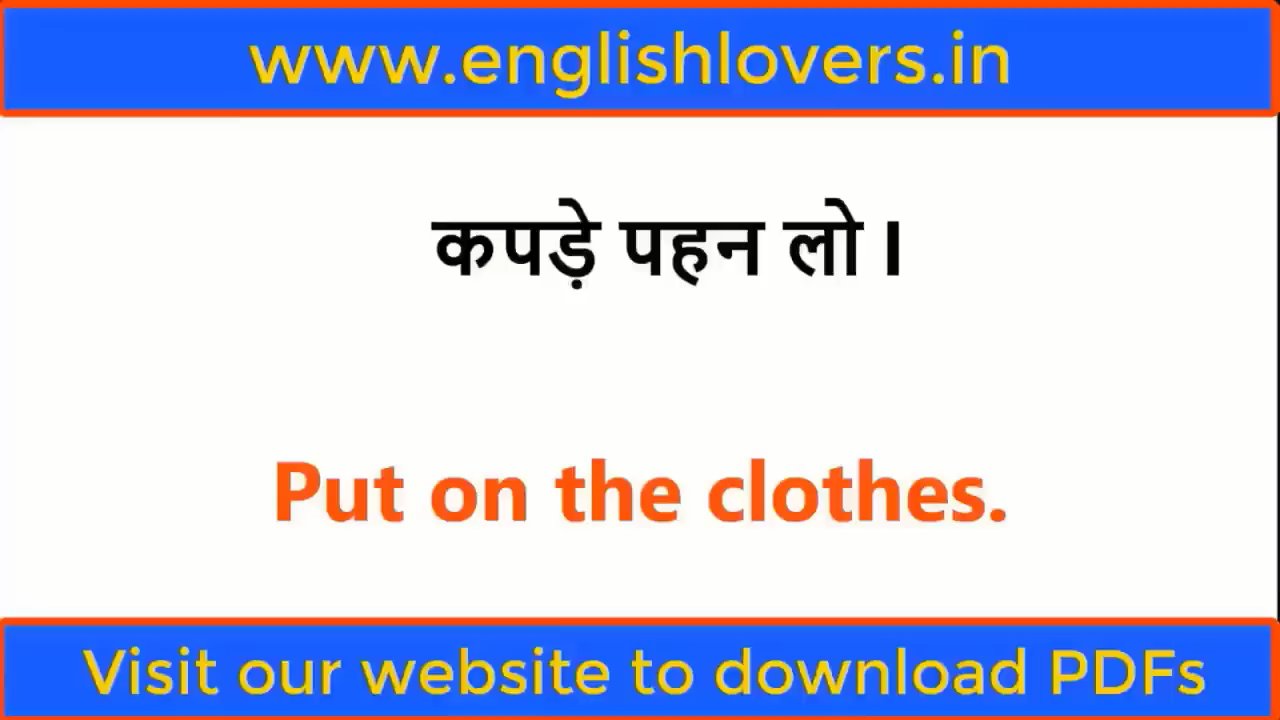 www.englishlovers.in
कपड़े पहन लो।
Put on the clothes.
Visit our website to download PDFs